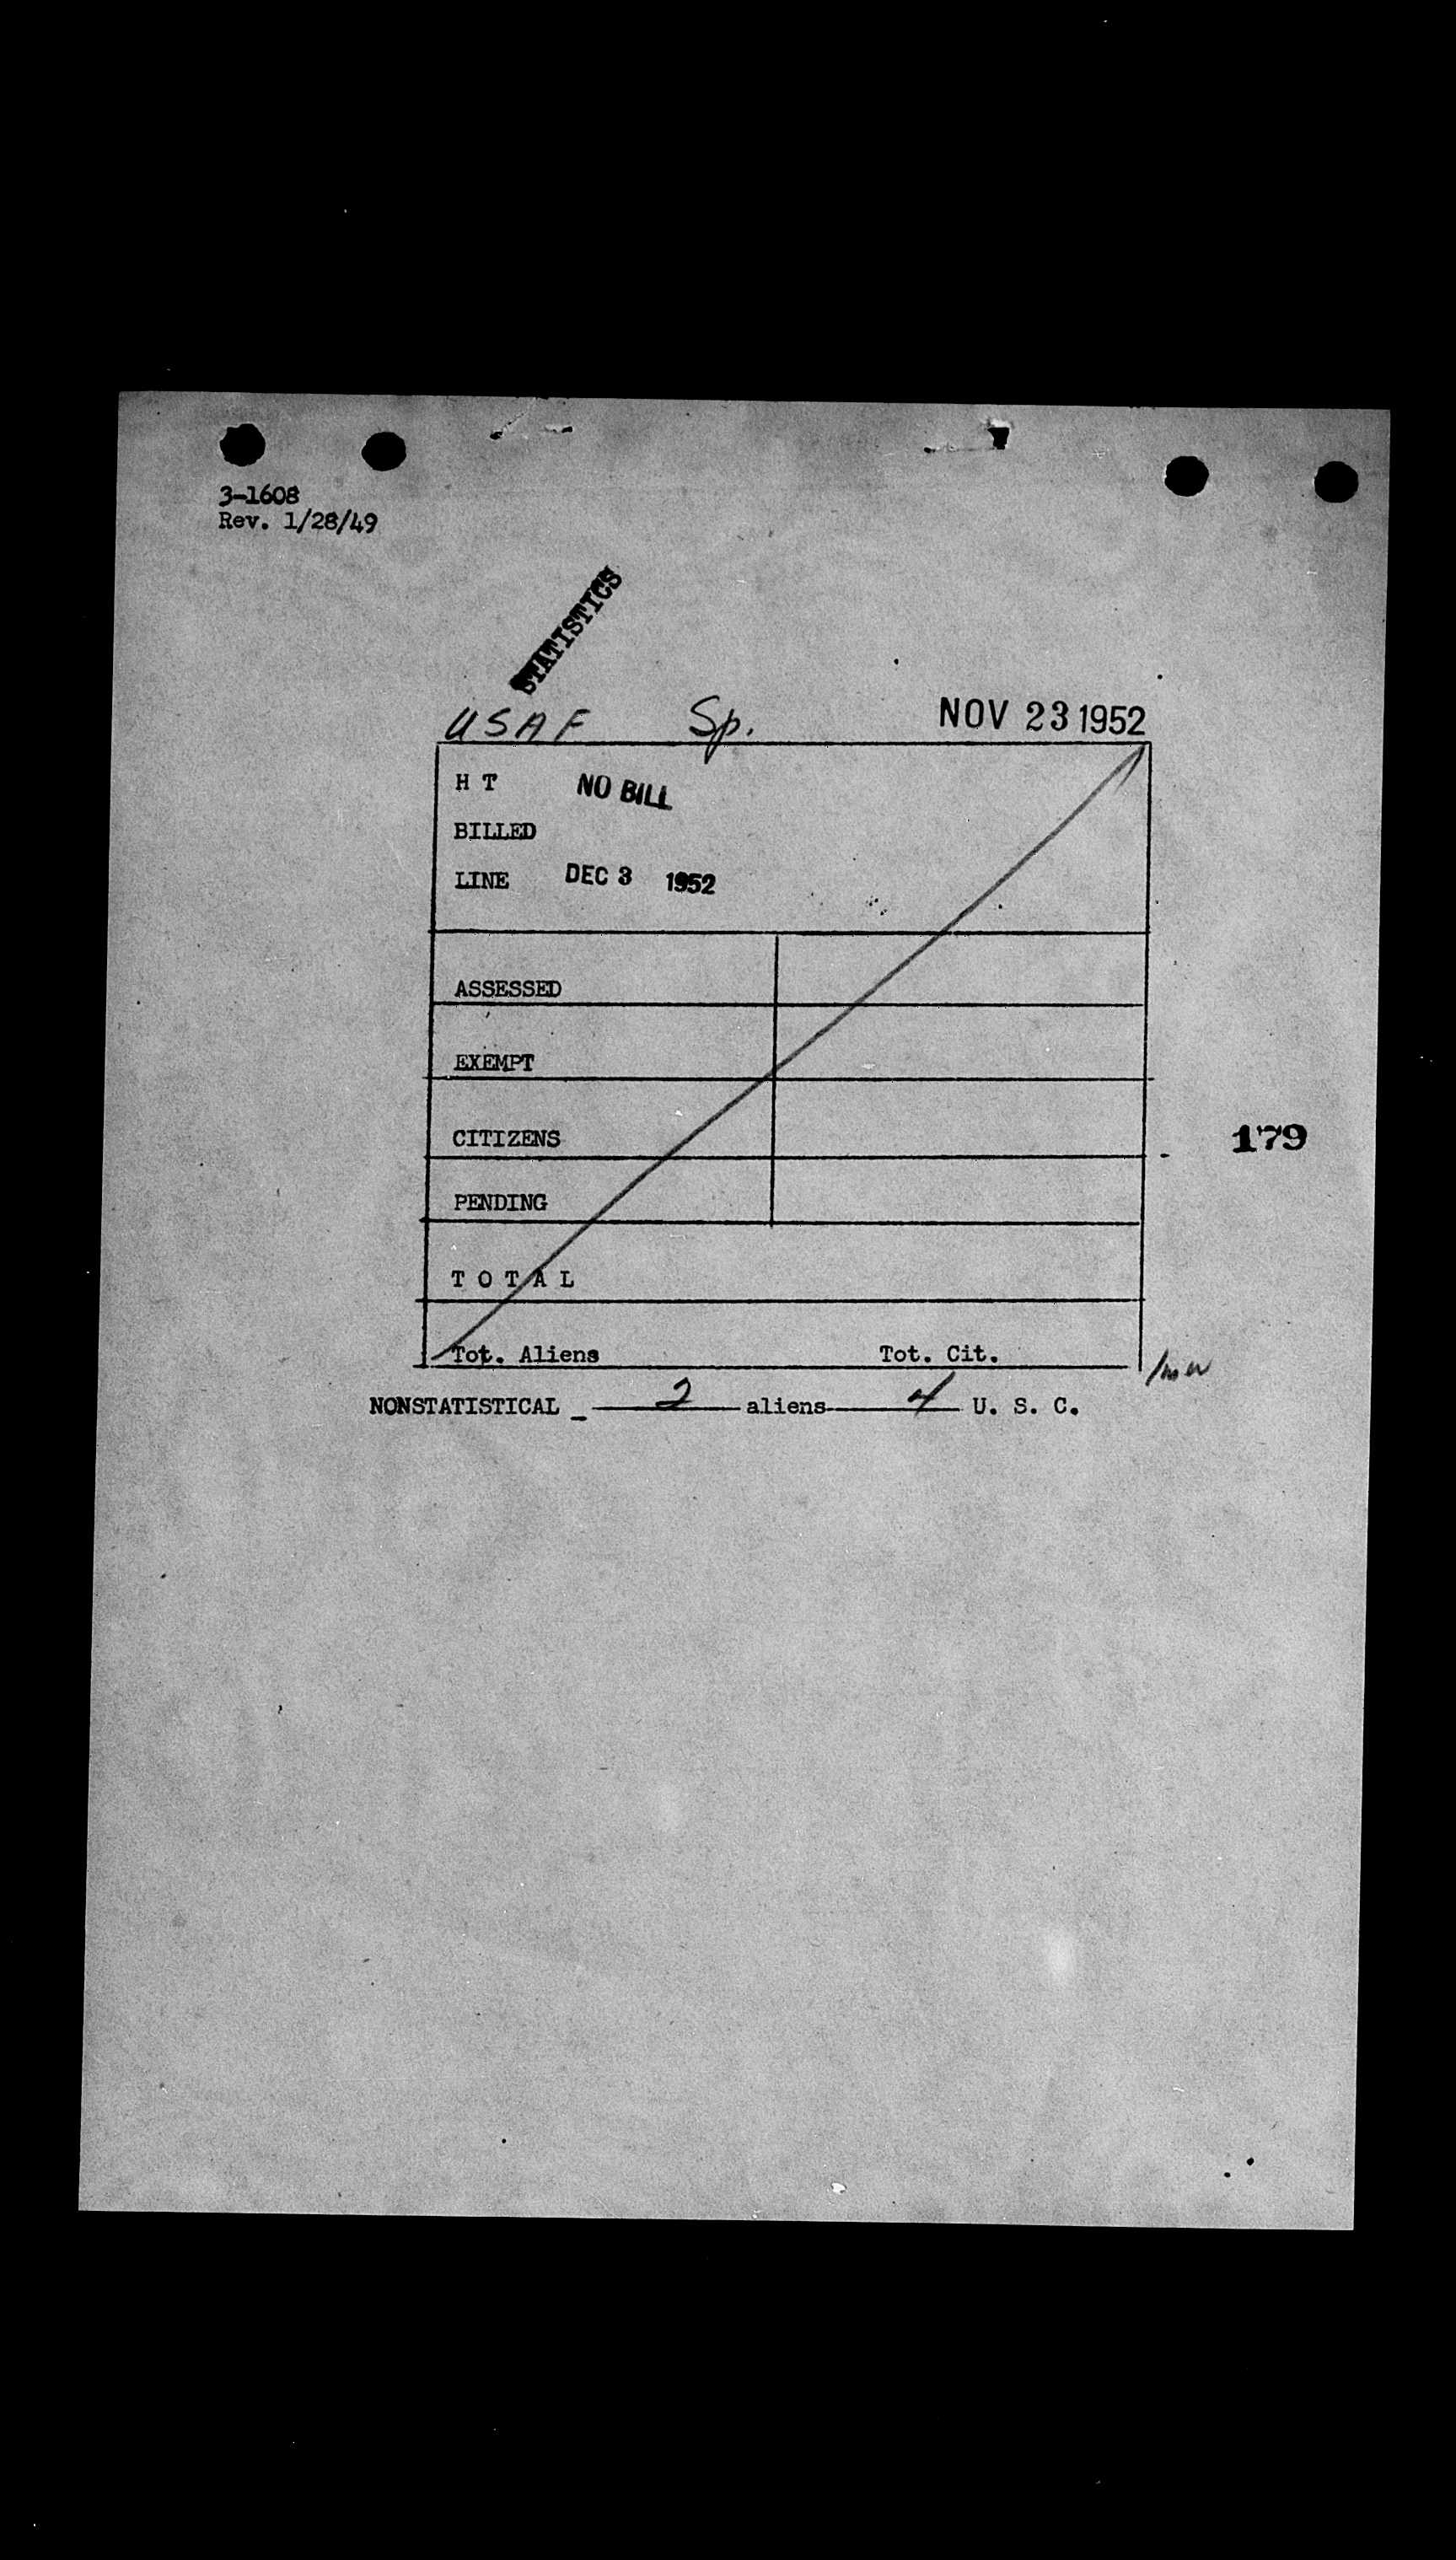 3-1608
Rev. 1/28/49
STATISTICS
USAF Sp. NOV 23 1952
H T NO BILL
BILLED
LINE DEC 3 1952
ASSESSED
EXEMPT
CITIZENS
179
PENDING
T O T A L
Tot. Aliens Tot. Cit.
NONSTATISTICAL _ 2 aliens 4 U. S. C.